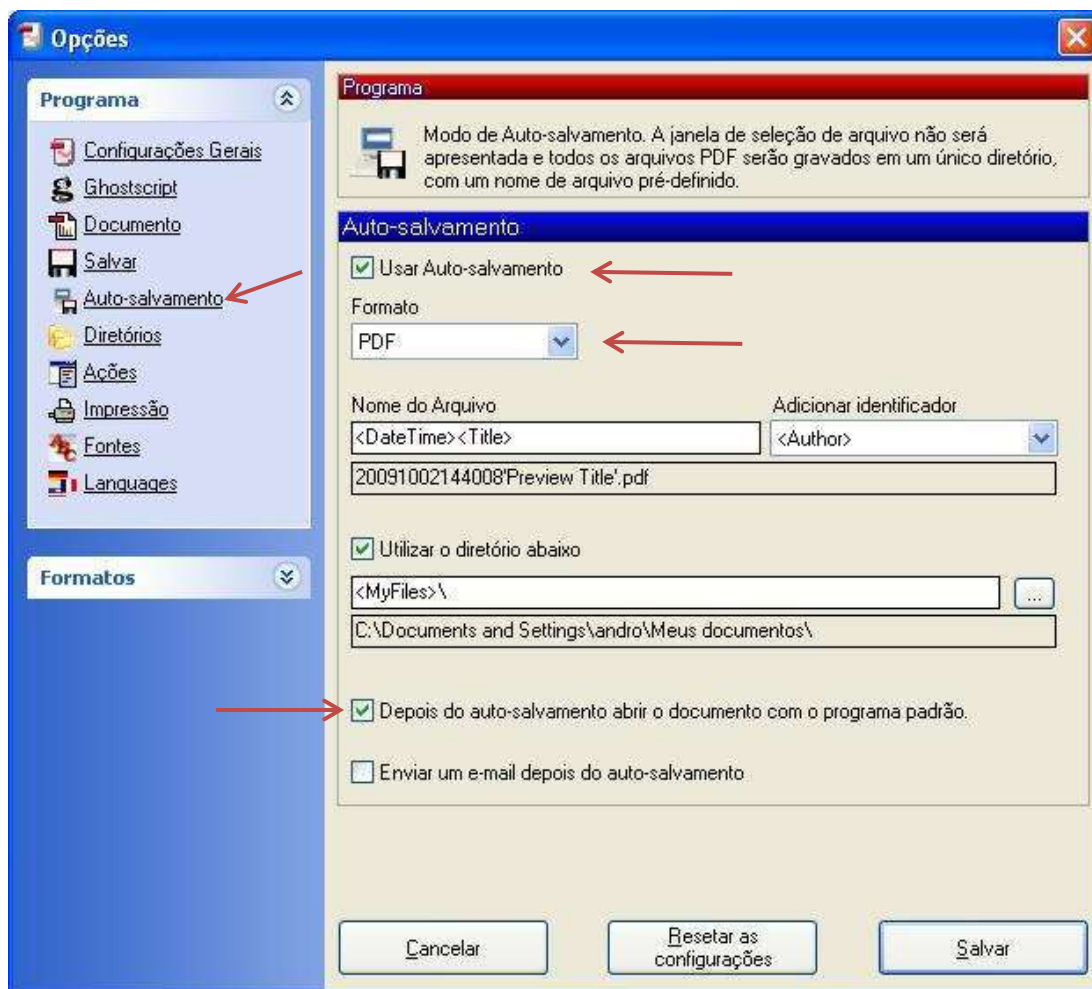 Opções
Programa
Configurações Gerais
Ghostscript
Documento
Salvar
Auto-salvamento
Diretórios
Ações
Impressão
Fontes
Languages
Formatos
Programa
Modo de Auto-salvamento. A janela de seleção de arquivo não será
apresentada e todos os arquivos PDF serão gravados em um único diretório,
com um nome de arquivo pré-definido.
Auto-salvamento
Usar Auto-salvamento
Formato
PDF
Nome do Arquivo Adicionar identificador
<DateTime><Title> <Author>
20091002144008'Preview Title'.pdf
Utilizar o diretório abaixo
<MyFiles>\
...
C:\Documents and Settings\andro\Meus documentos\
Depois do auto-salvamento abrir o documento com o programa padrão.
Enviar um e-mail depois do auto-salvamento
Cancelar
Resetar as
configurações
Salvar